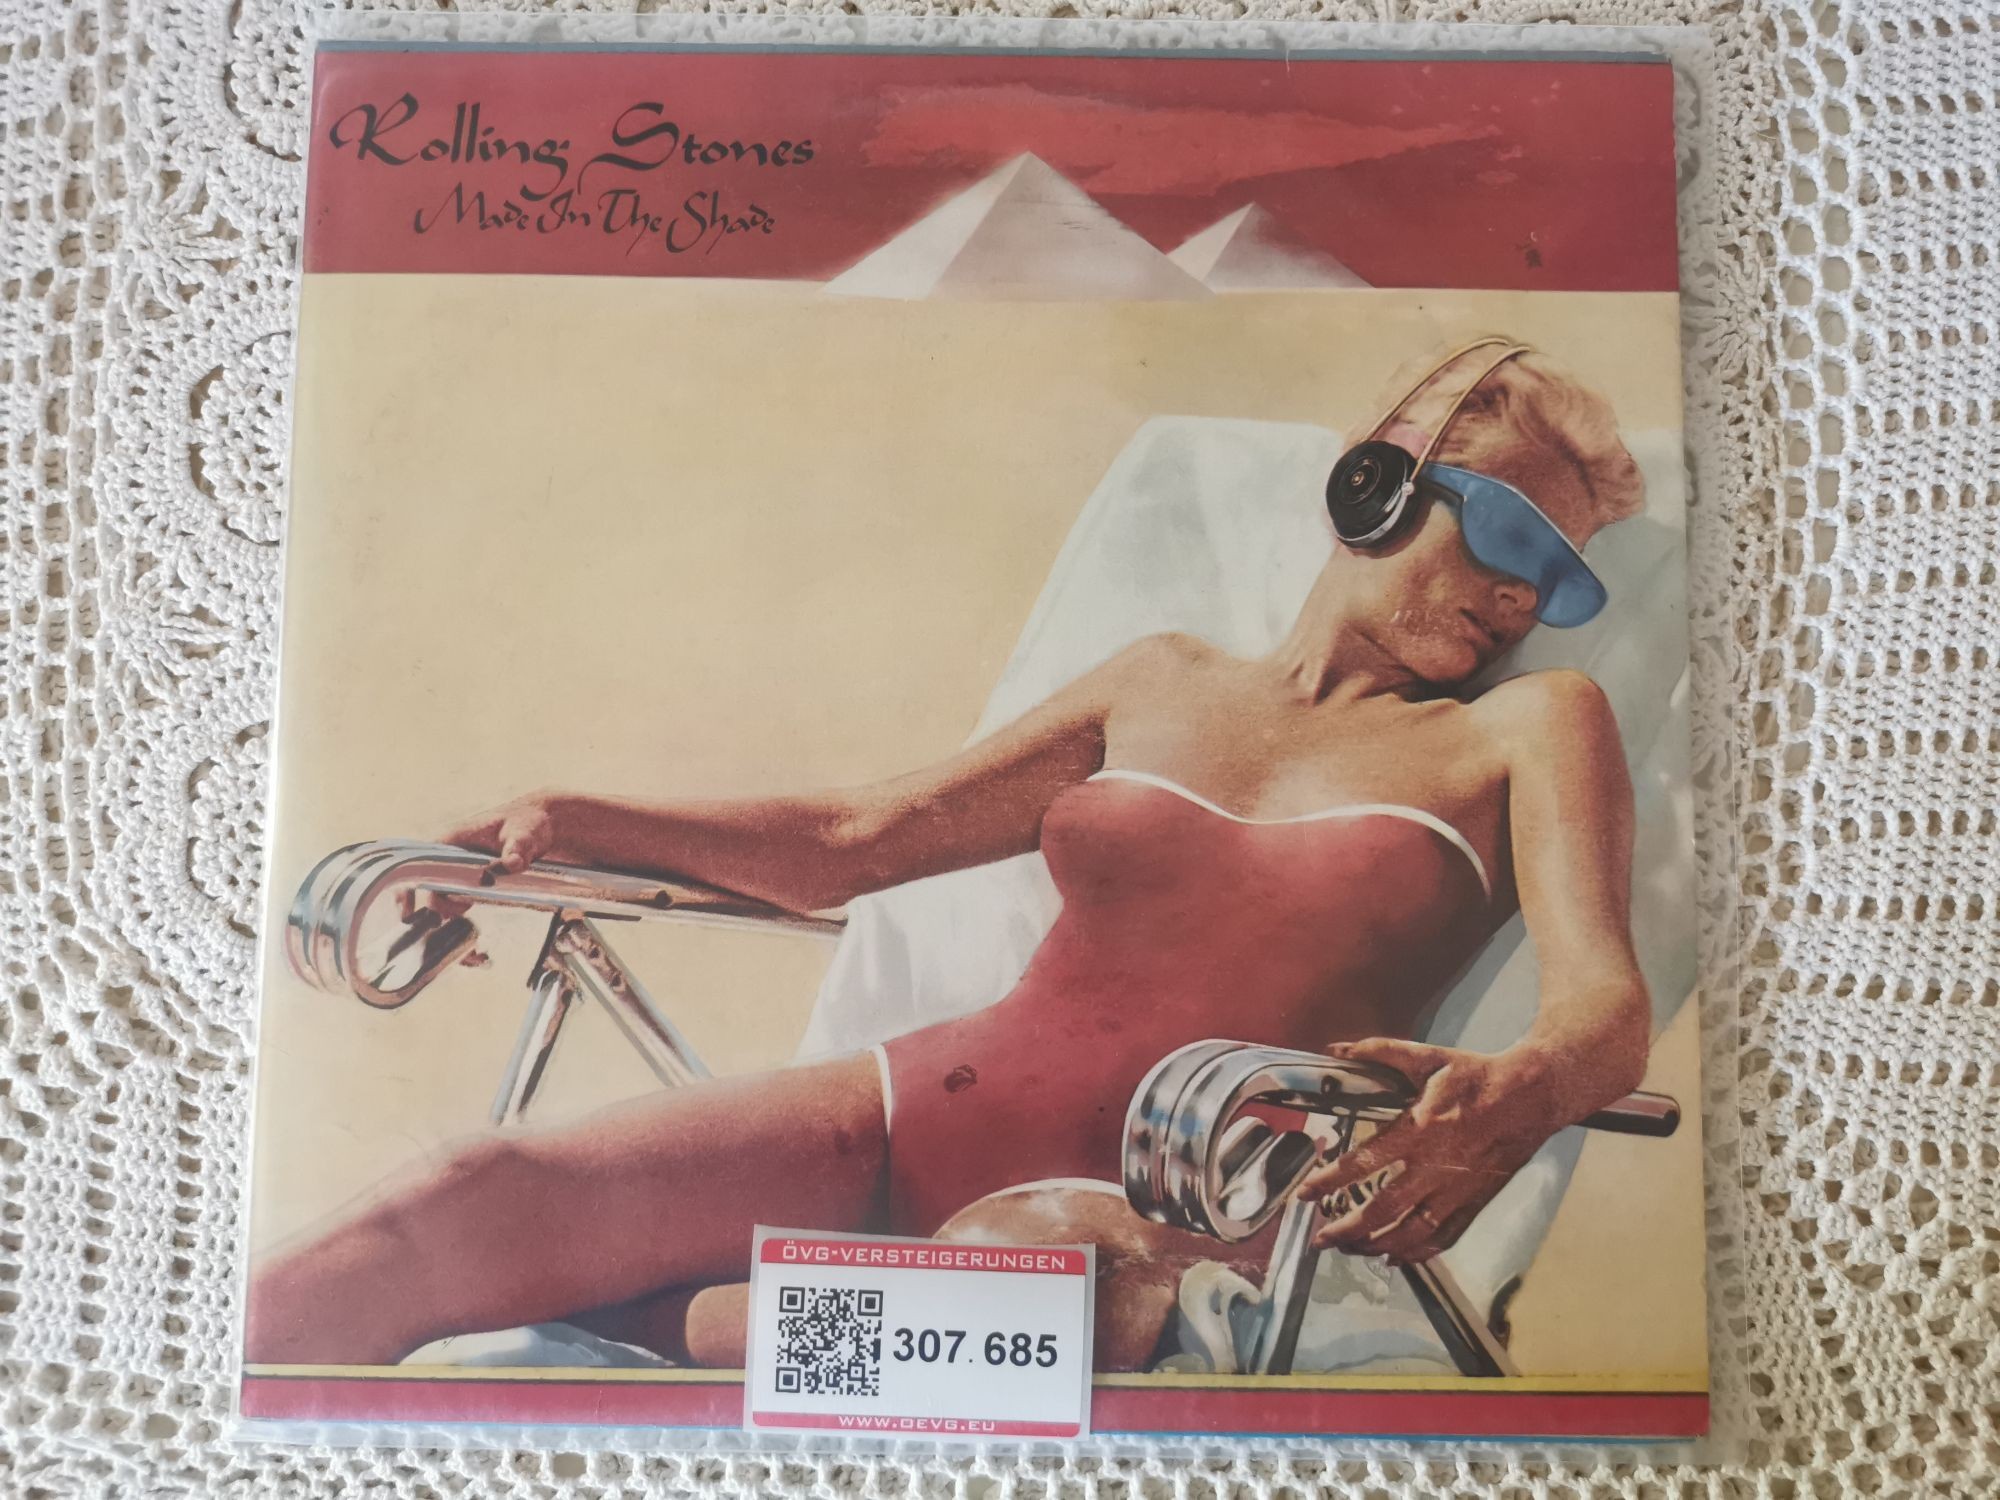 Rolling Stones
Made In The Shade
ÖVG-VERSTEIGERUNGEN
307.685
WWW.OEVG.EU